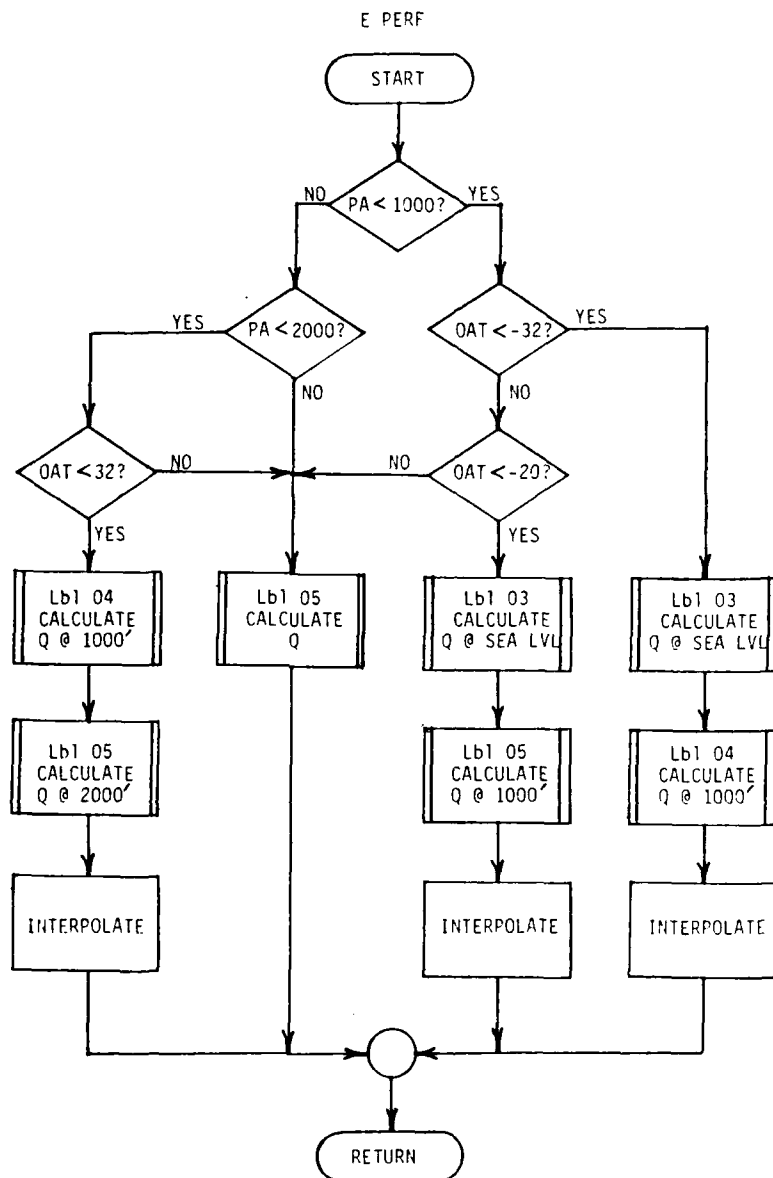 E PERF
START
NO
PA < 1000?
YES
YES
PA < 2000?
OAT < -32?
YES
NO
NO
OAT < 32?
NO
NO
OAT < -20?
YES
YES
Lbl 04
CALCULATE
Q @ 1000′
Lbl 05
CALCULATE
Q
Lbl 03
CALCULATE
Q @ SEA LVL
Lbl 03
CALCULATE
Q @ SEA LVL
Lbl 05
CALCULATE
Q @ 2000′
Lbl 05
CALCULATE
Q @ 1000′
Lbl 04
CALCULATE
Q @ 1000′
INTERPOLATE
INTERPOLATE
INTERPOLATE
RETURN